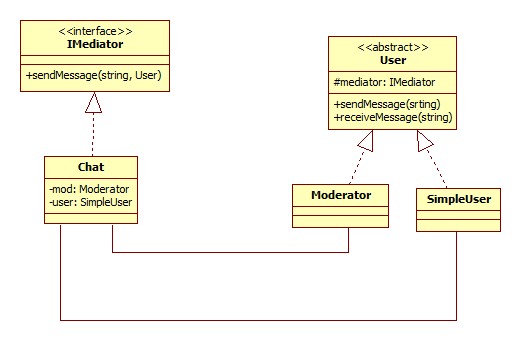 <<interface>>
IMediator
+sendMessage(string, User)
<<abstract>>
User
#mediator: IMediator
+sendMessage(srting)
+receiveMessage(string)
Chat
-mod: Moderator
-user: SimpleUser
Moderator
SimpleUser